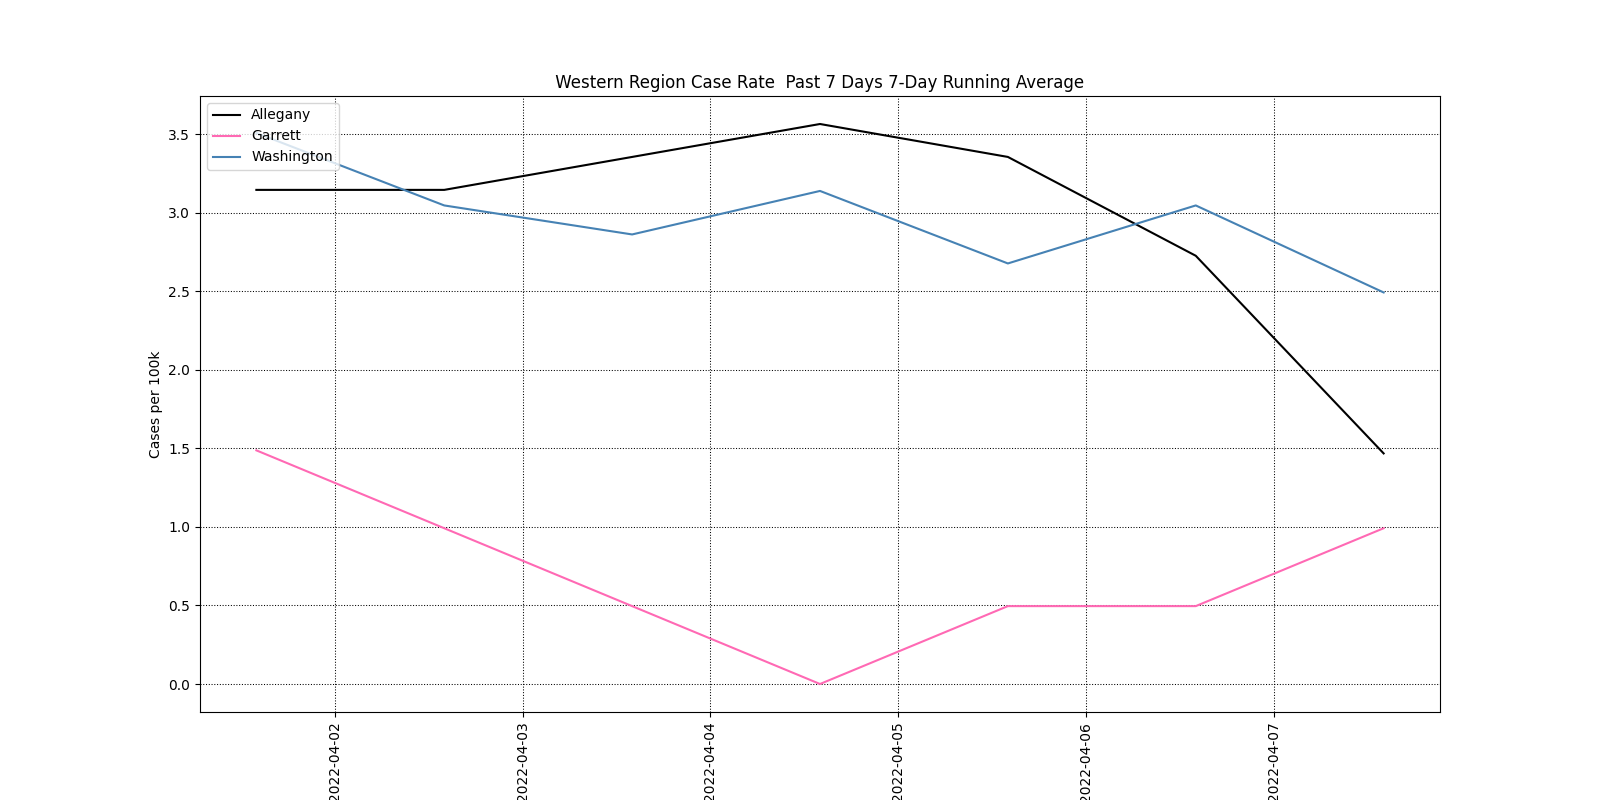 Western Region Case Rate  Past 7 Days 7-Day Running Average
Allegany
Garrett
Washington
3.5
3.0
2.5
2.0
1.5
1.0
0.5
0.0
Cases per 100k
2022-04-02
2022-04-03
2022-04-04
2022-04-05
2022-04-06
2022-04-07